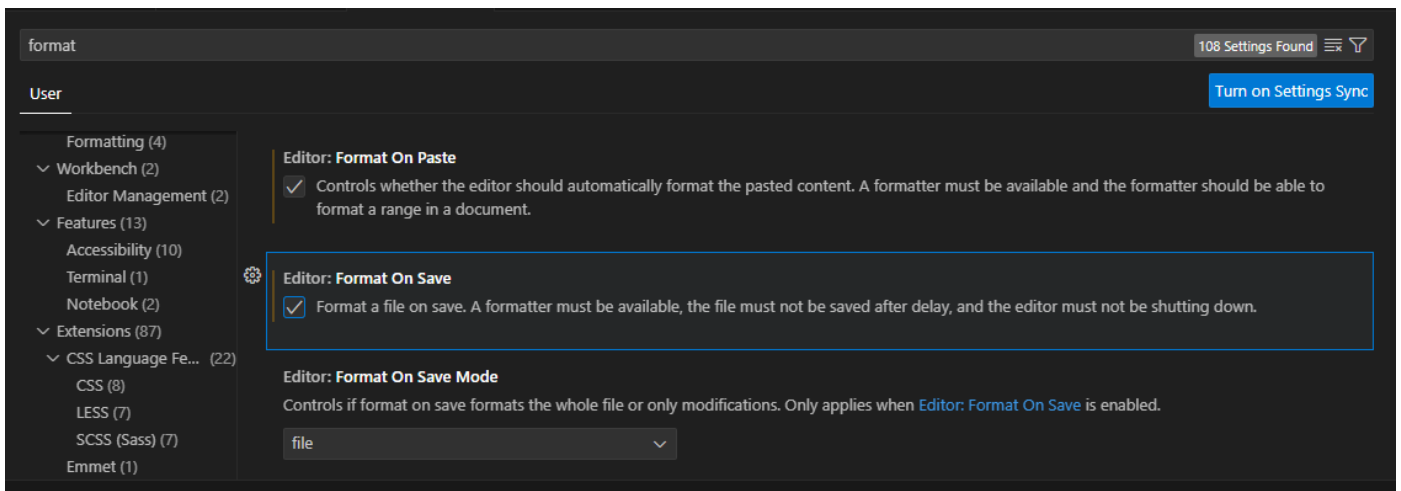 format
108 Settings Found
User
Turn on Settings Sync
Formatting (4)
Workbench (2)
Editor Management (2)
Features (13)
Accessibility (10)
Terminal (1)
Notebook (2)
Extensions (87)
CSS Language Fe... (22)
CSS (8)
LESS (7)
SCSS (Sass) (7)
Emmet (1)
Editor: Format On Paste
Controls whether the editor should automatically format the pasted content. A formatter must be available and the formatter should be able to
format a range in a document.
Editor: Format On Save
Format a file on save. A formatter must be available, the file must not be saved after delay, and the editor must not be shutting down.
Editor: Format On Save Mode
Controls if format on save formats the whole file or only modifications. Only applies when Editor: Format On Save is enabled.
file